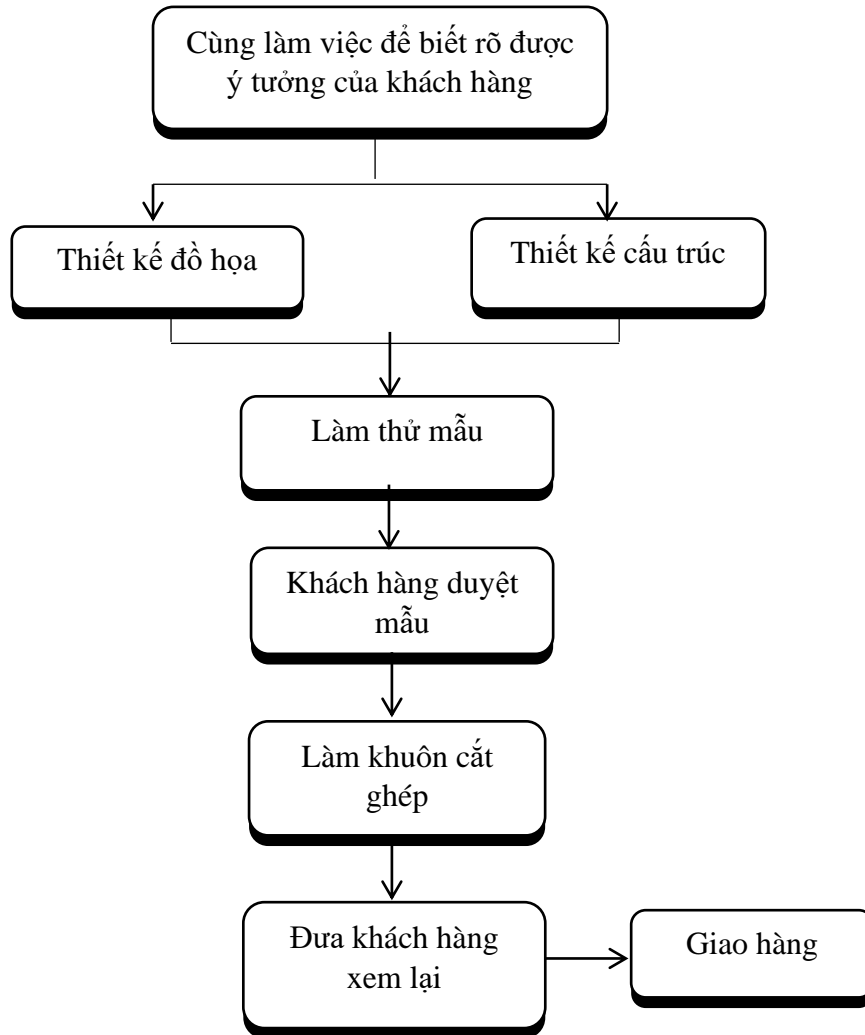 Cùng làm việc để biết rõ được
ý tưởng của khách hàng
Thiết kế đồ họa
Thiết kế cấu trúc
Làm thử mẫu
Khách hàng duyệt
mẫu
Làm khuôn cắt
ghép
Đưa khách hàng
xem lại
Giao hàng